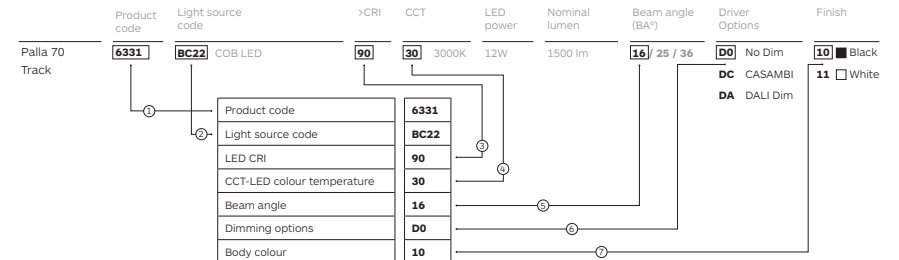 Product code Light source code >CRI CCT LED power Nominal lumen Beam angle (BA°) Driver Options Finish
Palla 70 Track 6331 BC22 COB LED 90 30 3000K 12W 1500 lm 16 / 25 / 36 D0 No Dim 10 Black
DC CASAMBI 11 White
DA DALI Dim
1 Product code 6331
2 Light source code BC22
LED CRI 90 3
CCT-LED colour temperature 30 4
Beam angle 16 5
Dimming options D0 6
Body colour 10 7